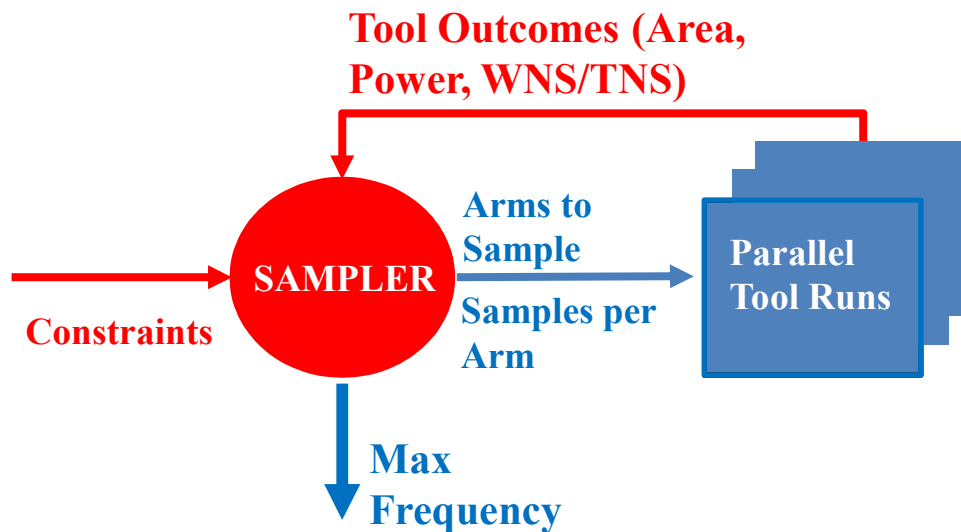 Tool Outcomes (Area,
Power, WNS/TNS)
Arms to
Sample
SAMPLER
Parallel
Tool Runs
Constraints
Samples per
Arm
Max
Frequency